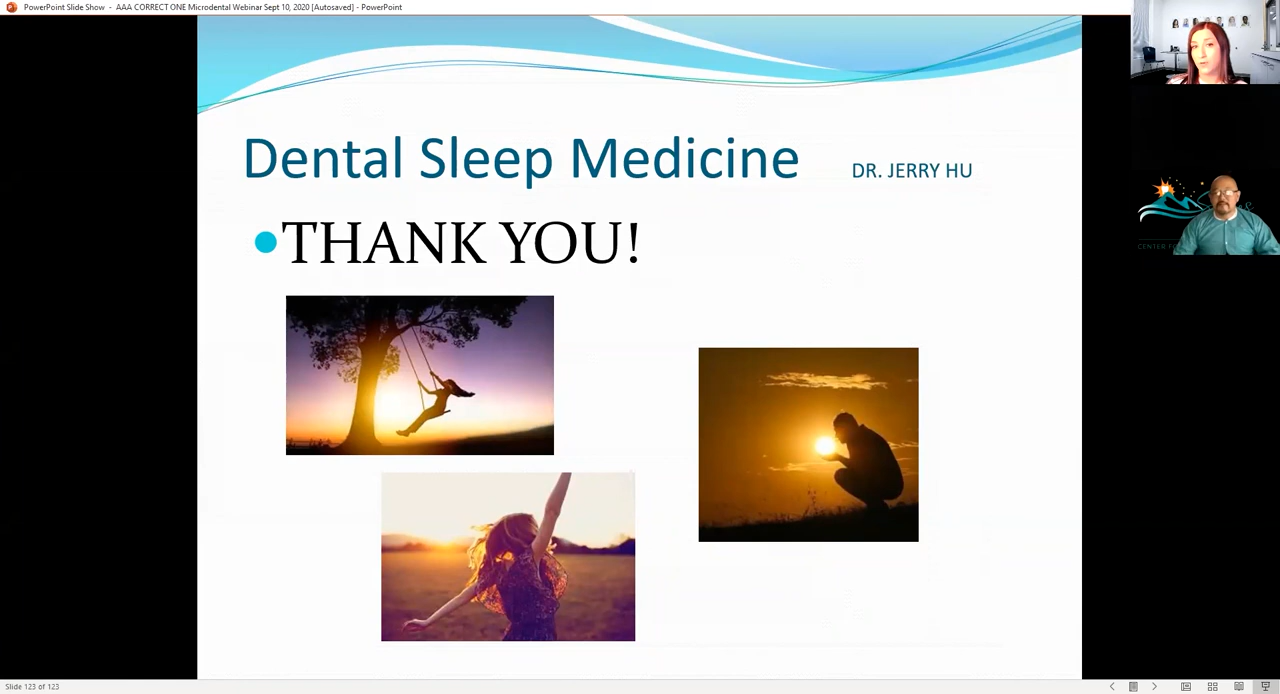 PowerPoint Slide Show - AAA CORRECT ONE Microdental Webinar Sept 10, 2020 [Autosaved] - PowerPoint
Dental Sleep Medicine DR. JERRY HU
•THANK YOU!
CENTER
Slide 123 of 123